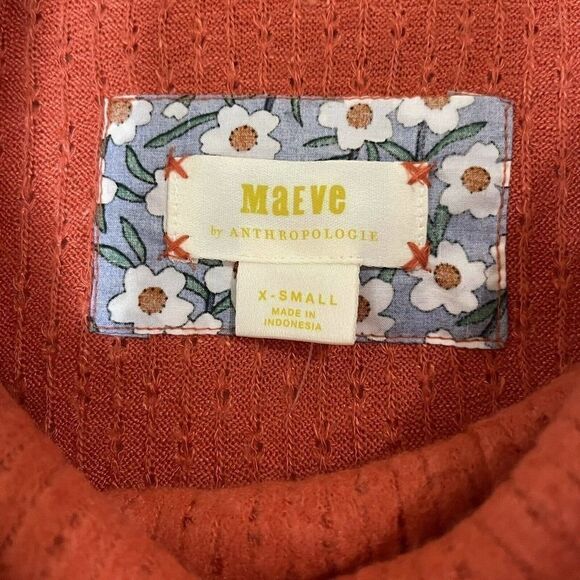 MaEVe
by ANTHROPOLOGIE
X-SMALL
MADE IN
INDONESIA